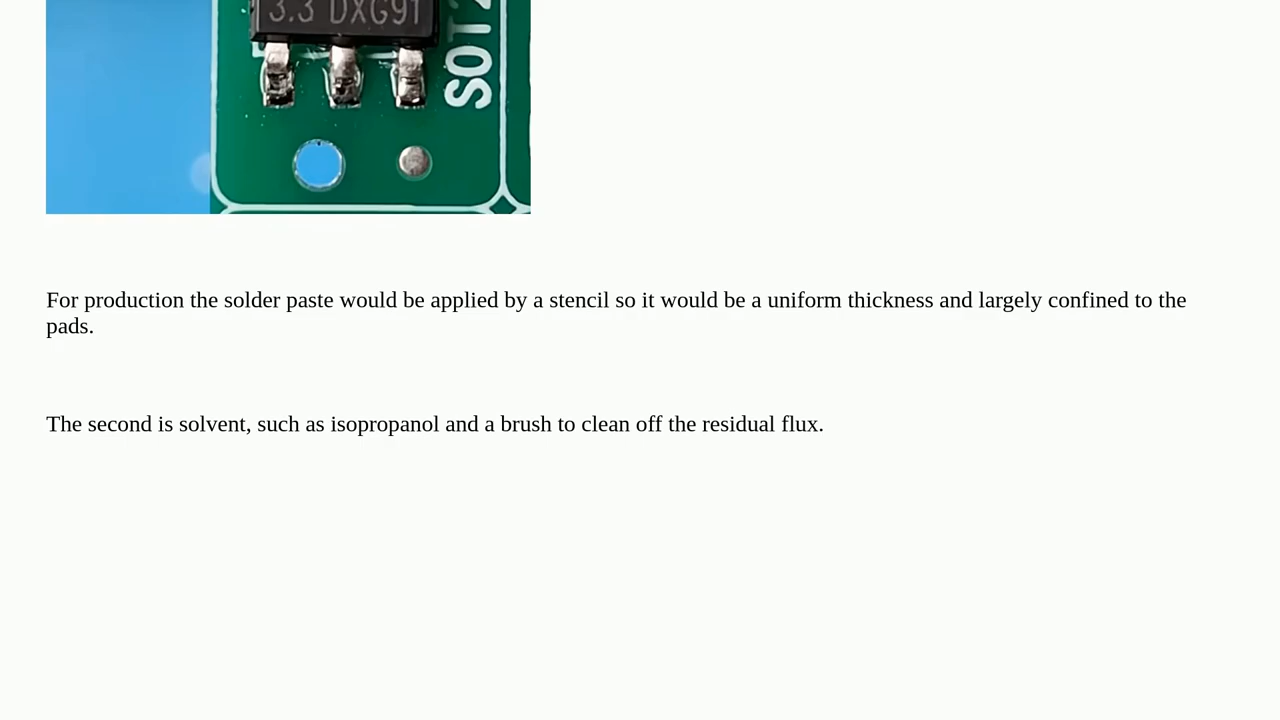 3.3 DXG91
SOT2
For production the solder paste would be applied by a stencil so it would be a uniform thickness and largely confined to the
pads.
The second is solvent, such as isopropanol and a brush to clean off the residual flux.